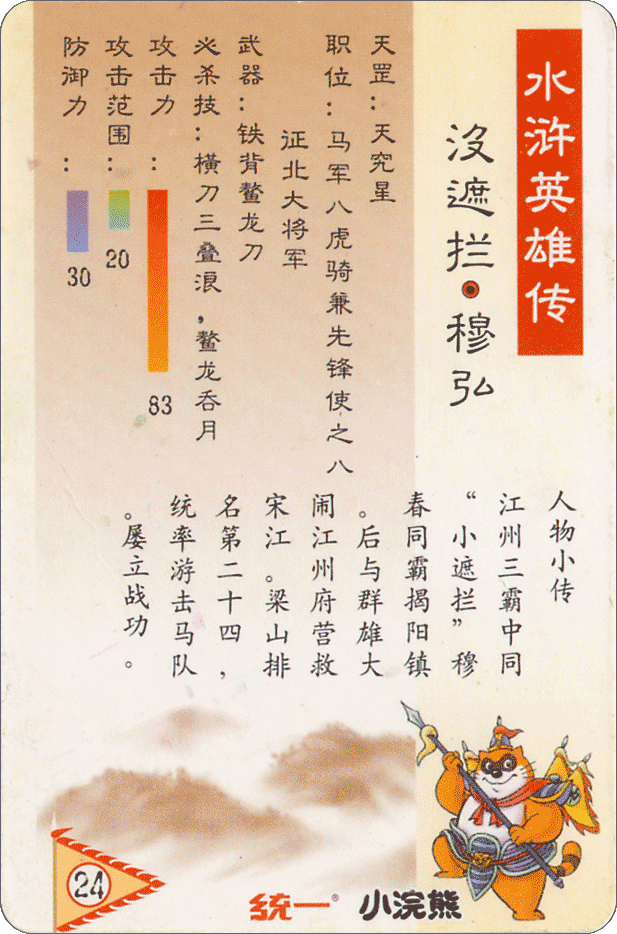 水浒英雄传
没遮拦·穆弘
天罡:天究星
职位:马军八虎骑兼先锋使之八
征北大将军
武器:铁背鳌龙刀
必杀技:横刀三叠浪,鳌龙吞月
攻击力:
83
攻击范围:
20
防御力:
30
人物小传
江州三霸中同
“小遮拦”穆
春同霸揭阳镇
。后与群雄大
闹江州府营救
宋江。梁山排
名第二十四,
统率游击马队
。屡立战功。
24
统一®
小浣熊